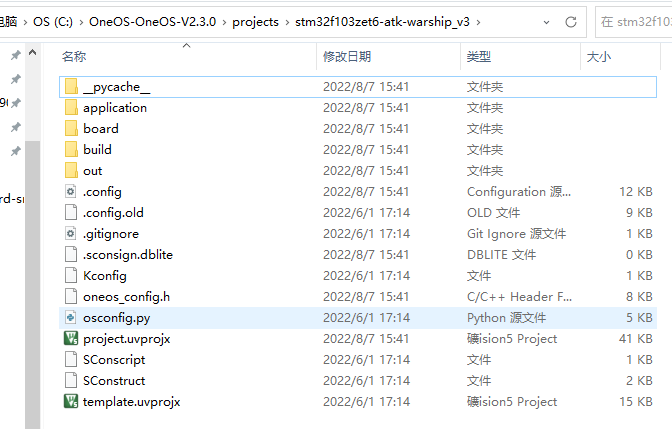 电脑 › OS (C:) › OneOS-OneOS-V2.3.0 › projects › stm32f103zet6-atk-warship_v3 › 在 stm32f10
名称 修改日期 类型 大小
__pycache__ 2022/8/7 15:41 文件夹
application 2022/8/7 15:41 文件夹
board 2022/8/7 15:41 文件夹
build 2022/8/7 15:41 文件夹
out 2022/8/7 15:41 文件夹
.config 2022/8/7 15:41 Configuration 源... 12 KB
.config.old 2022/6/1 17:14 OLD 文件 9 KB
.gitignore 2022/6/1 17:14 Git Ignore 源文件 1 KB
.sconsign.dblite 2022/8/7 15:41 DBLITE 文件 0 KB
Kconfig 2022/6/1 17:14 文件 1 KB
oneos_config.h 2022/8/7 15:41 C/C++ Header F... 8 KB
osconfig.py 2022/6/1 17:14 Python 源文件 5 KB
project.uvprojx 2022/8/7 15:41 礦ision5 Project 41 KB
SConscript 2022/6/1 17:14 文件 1 KB
SConstruct 2022/6/1 17:14 文件 2 KB
template.uvprojx 2022/6/1 17:14 礦ision5 Project 15 KB